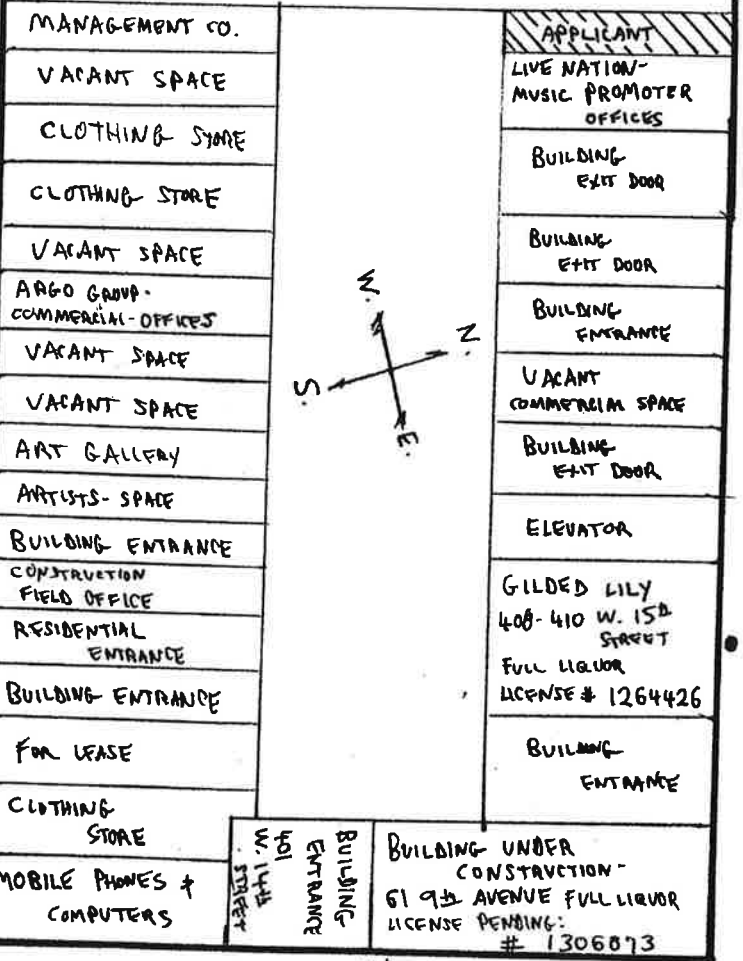 MANAGEMENT CO.
VACANT SPACE
CLOTHING STORE
CLOTHING STORE
VACANT SPACE
ARGO GROUP-
COMMERCIAL-OFFICES
VACANT SPACE
VACANT SPACE
ART GALLERY
ARTISTS- SPACE
BUILDING ENTRANCE
CONSTRUCTION
FIELD OFFICE
RESIDENTIAL
ENTRANCE
BUILDING ENTRANCE
FOR LEASE
CLOTHING
STORE
MOBILE PHONES &
COMPUTERS
W.
N.
S.
E.
APPLICANT
LIVE NATION-
MUSIC PROMOTER
OFFICES
BUILDING
EXIT DOOR
BUILDING
EXIT DOOR
BUILDING
ENTRANCE
VACANT
COMMERCIAL SPACE
BUILDING
EXIT DOOR
ELEVATOR
GILDED LILY
408-410 W. 15th
STREET
FULL LIQUOR
LICENSE # 1264426
BUILDING
ENTRANCE
BUILDING
ENTRANCE
401
W. 14th
STREET
BUILDING UNDER
CONSTRUCTION-
61 9th AVENUE FULL LIQUOR
LICENSE PENDING:
# 1306873